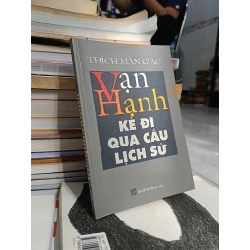 THÍCH MÃN GIÁC
Vạn
Hạnh
KẺ ĐI
QUA CẦU
LỊCH SỬ